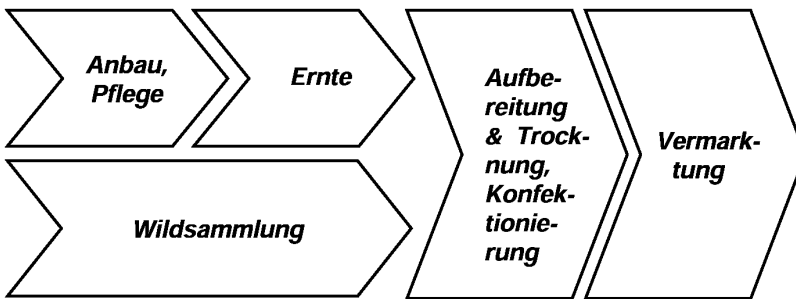 Anbau,
Pflege
Ernte
Wildsammlung
Aufbe-
reitung
& Trock-
nung,
Konfek-
tionie-
rung
Vermark-
tung